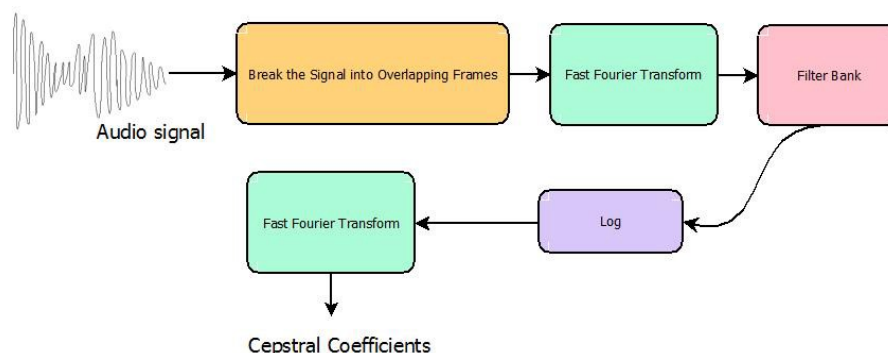 Break the Signal into Overlapping Frames
Fast Fourier Transform
Filter Bank
Audio signal
Fast Fourier Transform
Log
Cepstral Coefficients